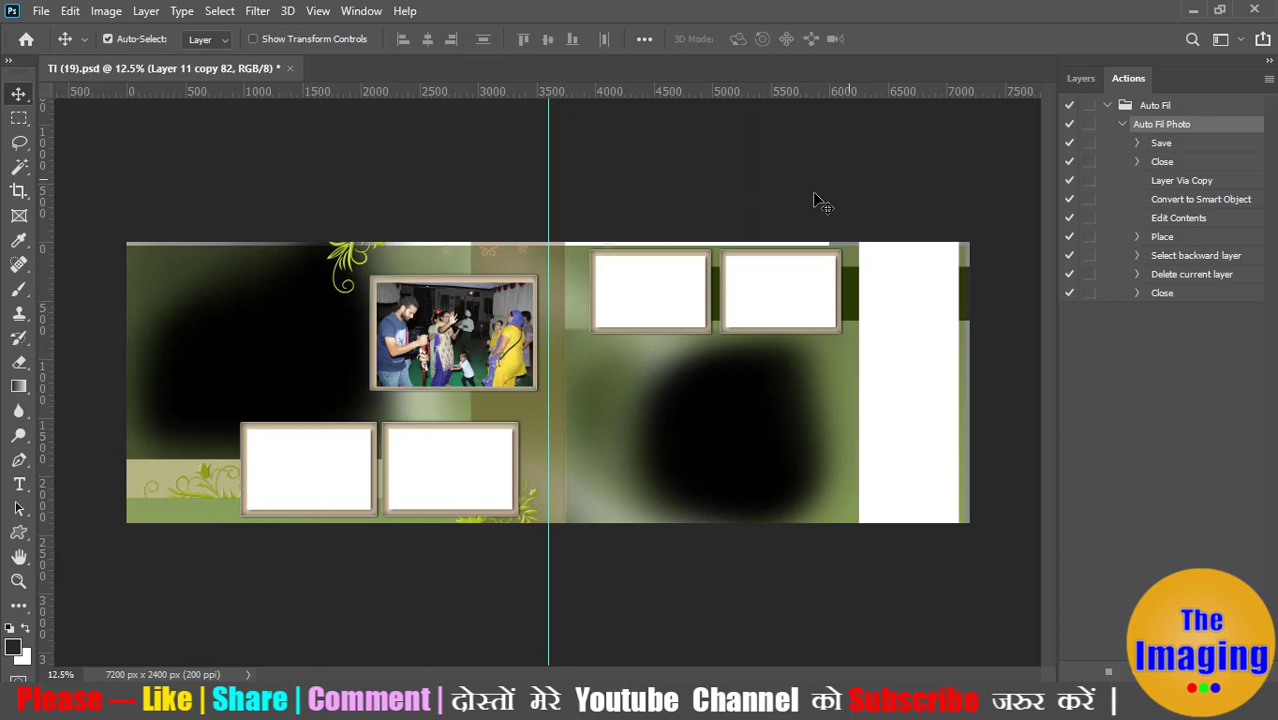 Ps File Edit Image Layer Type Select Filter 3D View Window Help
Auto-Select: Layer Show Transform Controls 3D Mode:
TI (19).psd @ 12.5% (Layer 11 copy 82, RGB/8) *
500 0 500 1000 1500 2000 2500 3000 3500 4000 4500 5000 5500 6000 6500 7000 7500
Layers Actions
Auto Fil
Auto Fil Photo
Save
Close
Layer Via Copy
Convert to Smart Object
Edit Contents
Place
Select backward layer
Delete current layer
Close
12.5% 7200 px x 2400 px (200 ppi)
The
Imaging
Please --- Like | Share | Comment | दोस्तों मेरे Youtube Channel को Subscribe जरुर करें |